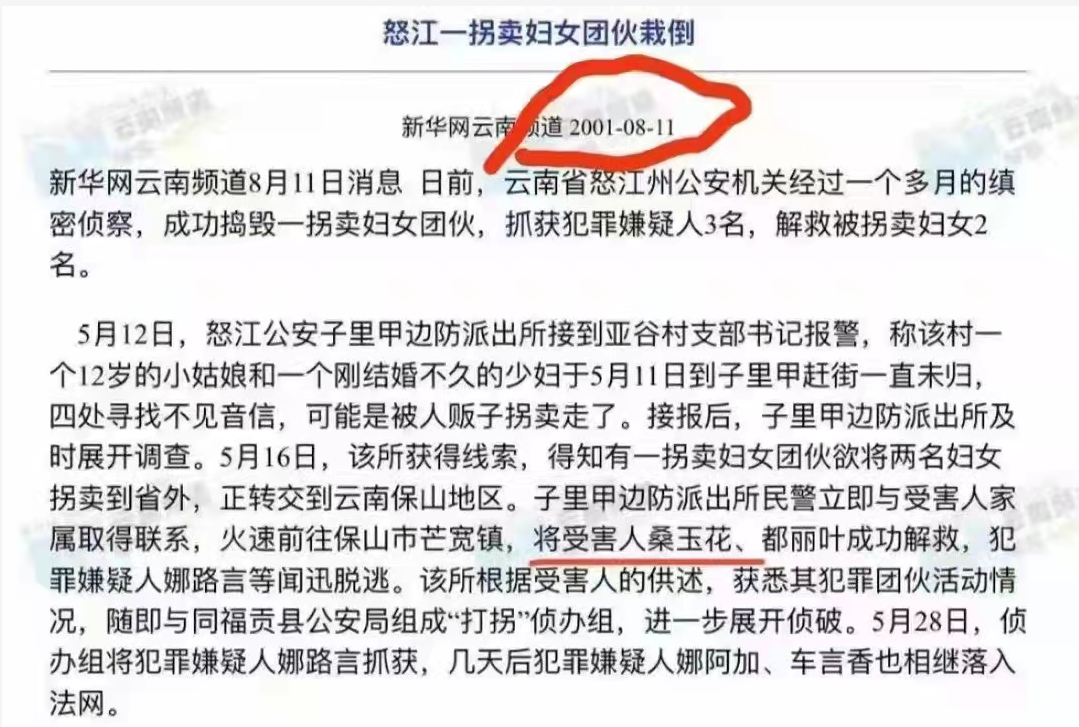 怒江一拐卖妇女团伙栽倒
新华网云南频道 2001-08-11
新华网云南频道8月11日消息 日前，云南省怒江州公安机关经过一个多月的缜
密侦察，成功捣毁一拐卖妇女团伙，抓获犯罪嫌疑人3名，解救被拐卖妇女2
名。
5月12日，怒江公安子里甲边防派出所接到亚谷村支部书记报警，称该村一
个12岁的小姑娘和一个刚结婚不久的少妇于5月11日到子里甲赶街一直未归，
四处寻找不见音信，可能是被人贩子拐卖走了。接报后，子里甲边防派出所及
时展开调查。5月16日，该所获得线索，得知有一拐卖妇女团伙欲将两名妇女
拐卖到省外，正转交到云南保山地区。子里甲边防派出所民警立即与受害人家
属取得联系，火速前往保山市芒宽镇，将受害人桑玉花、都丽叶成功解救，犯
罪嫌疑人娜路言等闻迅脱逃。该所根据受害人的供述，获悉其犯罪团伙活动情
况，随即与同福贡县公安局组成“打拐”侦办组，进一步展开侦破。5月28日，侦
办组将犯罪嫌疑人娜路言抓获，几天后犯罪嫌疑人娜阿加、车言香也相继落入
法网。